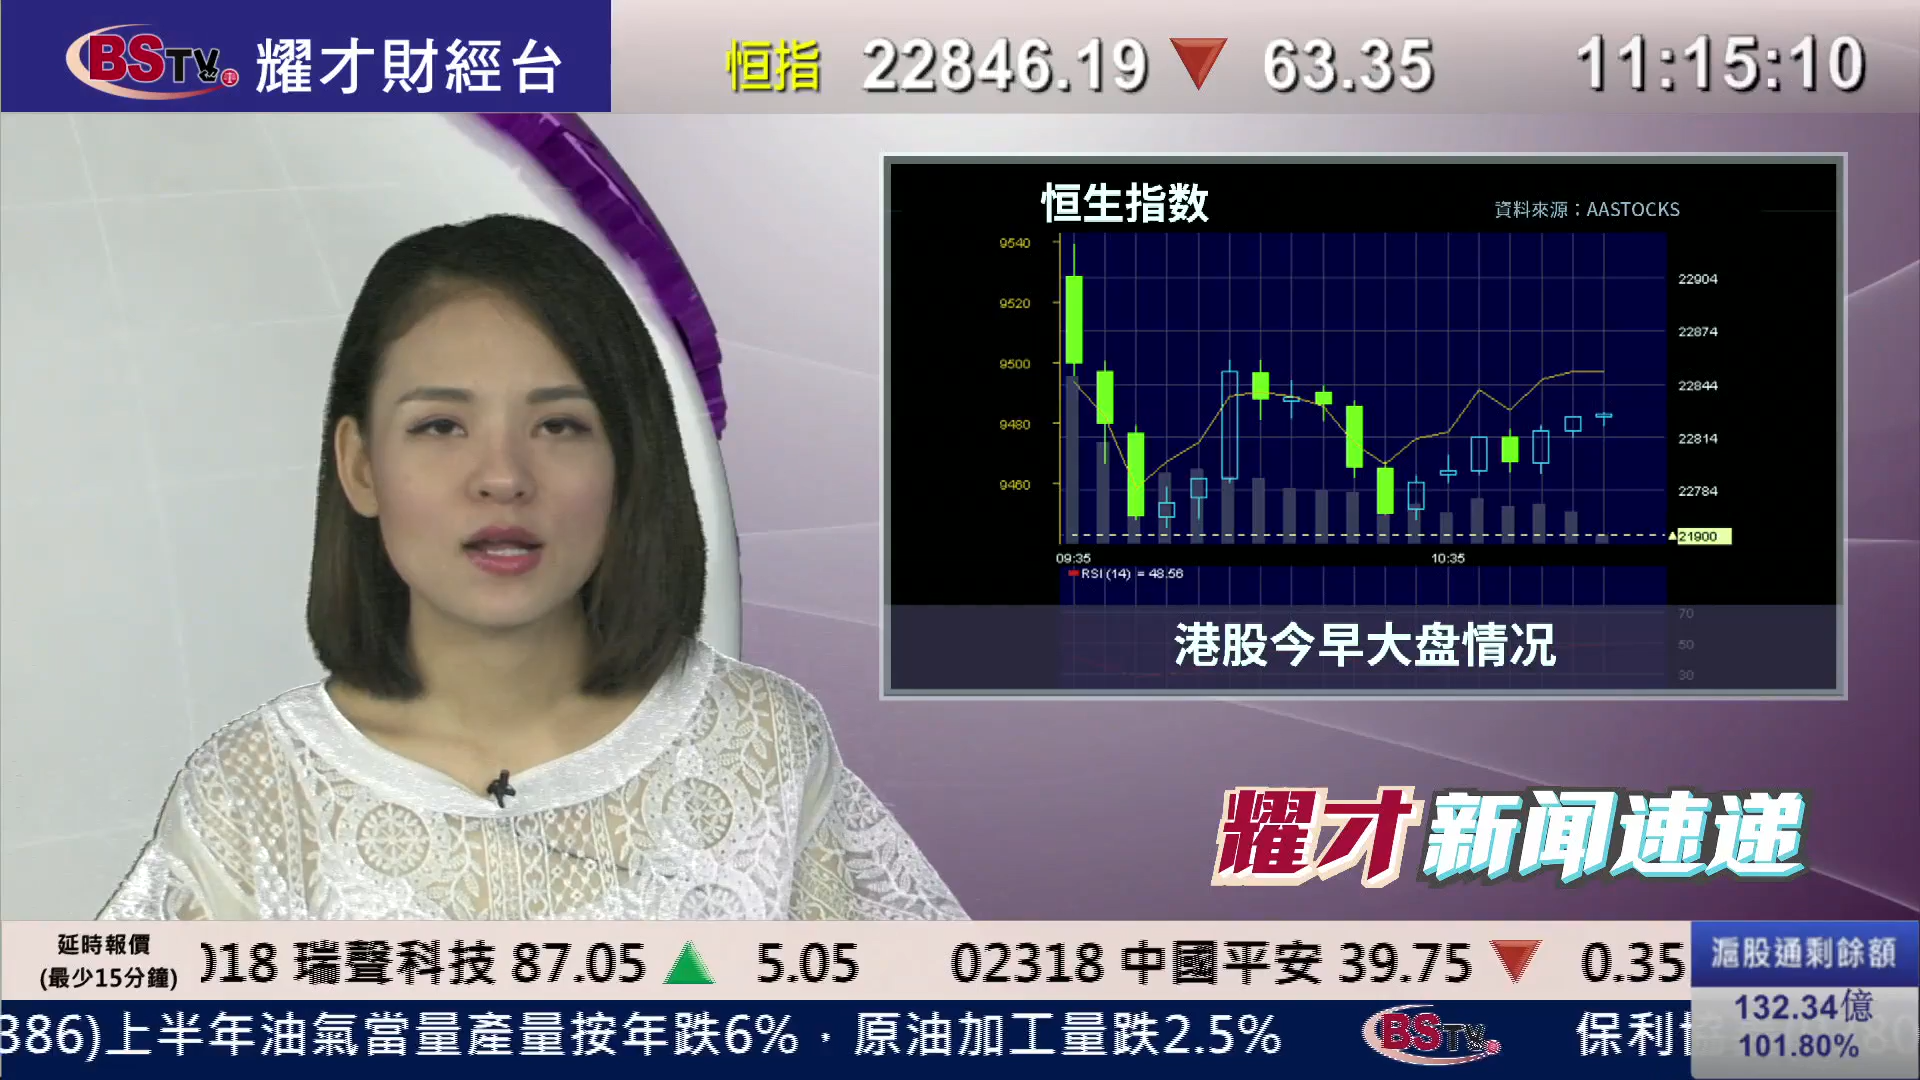 BSTV 耀才財經台
恒指 22846.19 ▼ 63.35 11:15:10
恒生指数
資料來源：AASTOCKS
9540
9520
9500
9480
9460
22904
22874
22844
22814
22784
21900
09:35 10:35
RSI (14) = 48.56
70
50
30
港股今早大盘情况
耀才新闻速递
延時報價
(最少15分鐘)
018 瑞聲科技 87.05 ▲ 5.05 02318 中國平安 39.75 ▼ 0.35
滬股通剩餘額
132.34億
101.80%
386)上半年油氣當量產量按年跌6%，原油加工量跌2.5% BSTV 保利協